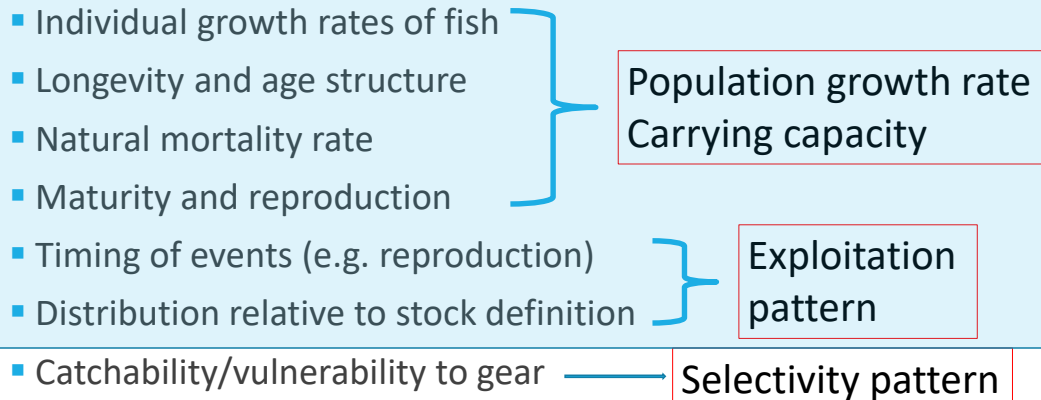 ▪ Individual growth rates of fish
▪ Longevity and age structure
▪ Natural mortality rate
▪ Maturity and reproduction
Population growth rate
Carrying capacity
▪ Timing of events (e.g. reproduction)
▪ Distribution relative to stock definition
Exploitation
pattern
▪ Catchability/vulnerability to gear
Selectivity pattern